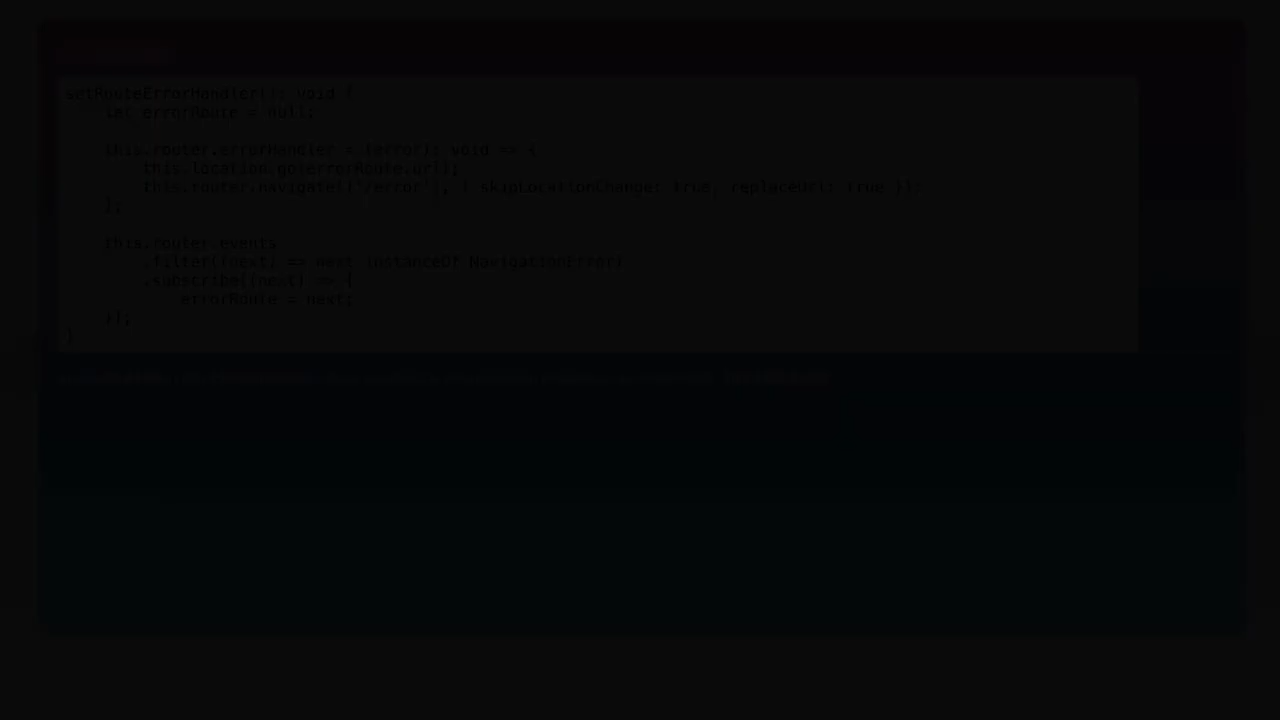 setRouteErrorHandler(): void {
    let errorRoute = null;
    this.router.errorHandler = (error): void => {
        this.location.go(errorRoute.url);
        this.router.navigate(['/error'], { skipLocationChange: true, replaceUrl: true });
    };
    this.router.events
        .filter((next) => next instanceOf NavigationError)
        .subscribe((next) => {
            errorRoute = next;
    });
}